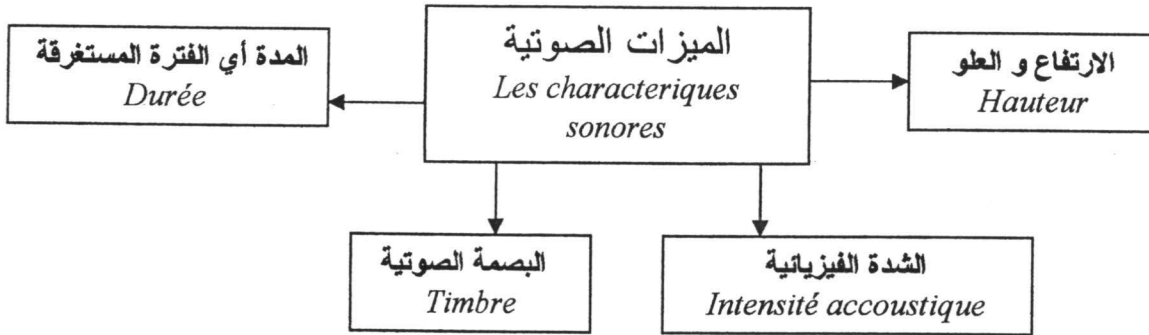 الميزات الصوتية
Les characteriques
sonores
المدة أي الفترة المستغرقة
Durée
الارتفاع و العلو
Hauteur
البصمة الصوتية
Timbre
الشدة الفيزيائية
Intensité accoustique